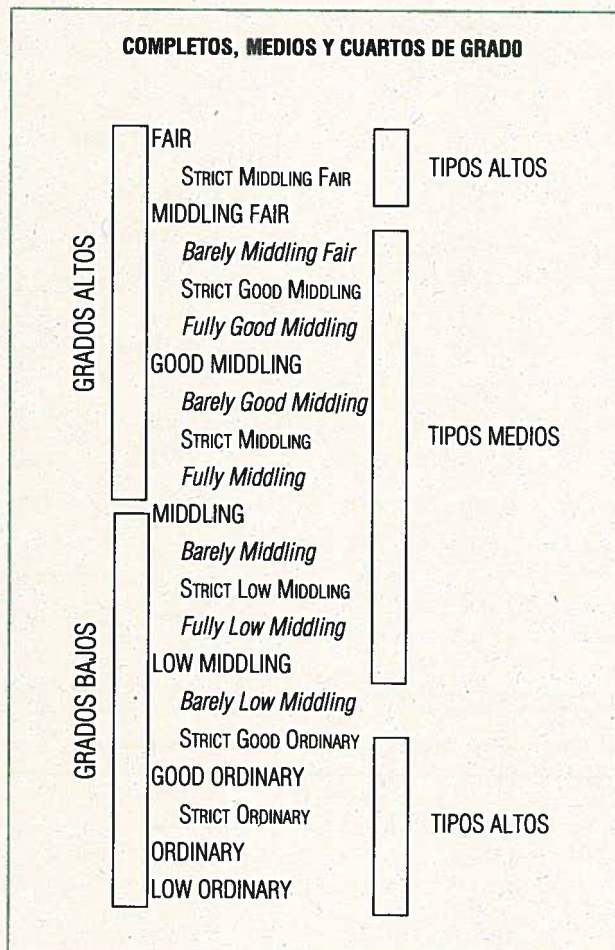 COMPLETOS, MEDIOS Y CUARTOS DE GRADO
GRADOS ALTOS
FAIR
STRICT MIDDLING FAIR
MIDDLING FAIR
Barely Middling Fair
STRICT GOOD MIDDLING
Fully Good Middling
GOOD MIDDLING
Barely Good Middling
STRICT MIDDLING
Fully Middling
GRADOS BAJOS
MIDDLING
Barely Middling
STRICT LOW MIDDLING
Fully Low Middling
LOW MIDDLING
Barely Low Middling
STRICT GOOD ORDINARY
GOOD ORDINARY
STRICT ORDINARY
ORDINARY
LOW ORDINARY
TIPOS ALTOS
TIPOS MEDIOS
TIPOS ALTOS